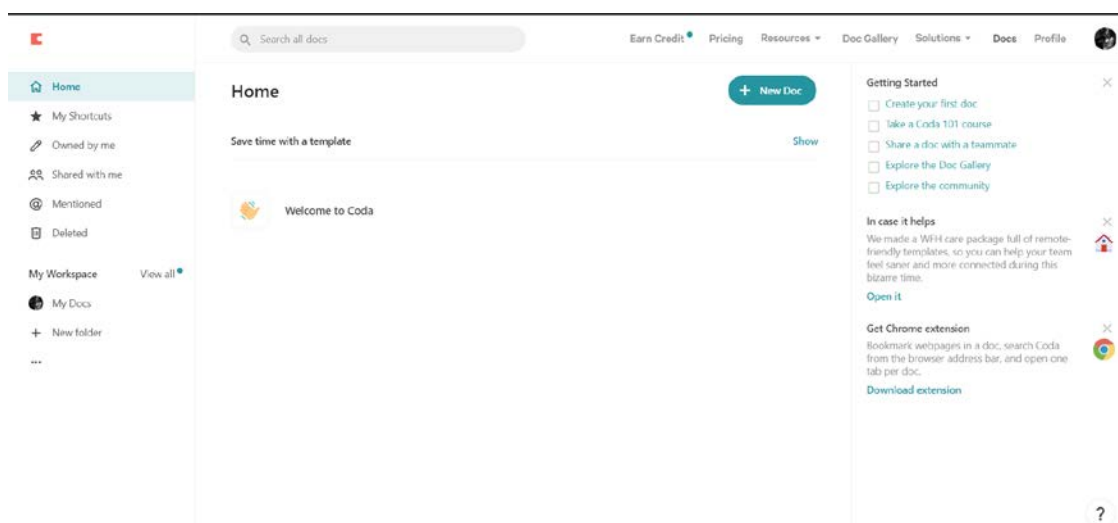 Search all docs
Earn Credit
Pricing
Resources
Doc Gallery
Solutions
Docs
Profile
Home
My Shortcuts
Owned by me
Shared with me
Mentioned
Deleted
My Workspace
View all
My Docs
New folder
...
Home
+ New Doc
Save time with a template
Show
Welcome to Coda
Getting Started
Create your first doc
Take a Coda 101 course
Share a doc with a teammate
Explore the Doc Gallery
Explore the community
In case it helps
We made a WFH care package full of remote-
friendly templates, so you can help your team
feel saner and more connected during this
bizarre time.
Open it
Get Chrome extension
Bookmark webpages in a doc, search Coda
from the browser address bar, and open one
tab per doc.
Download extension
?